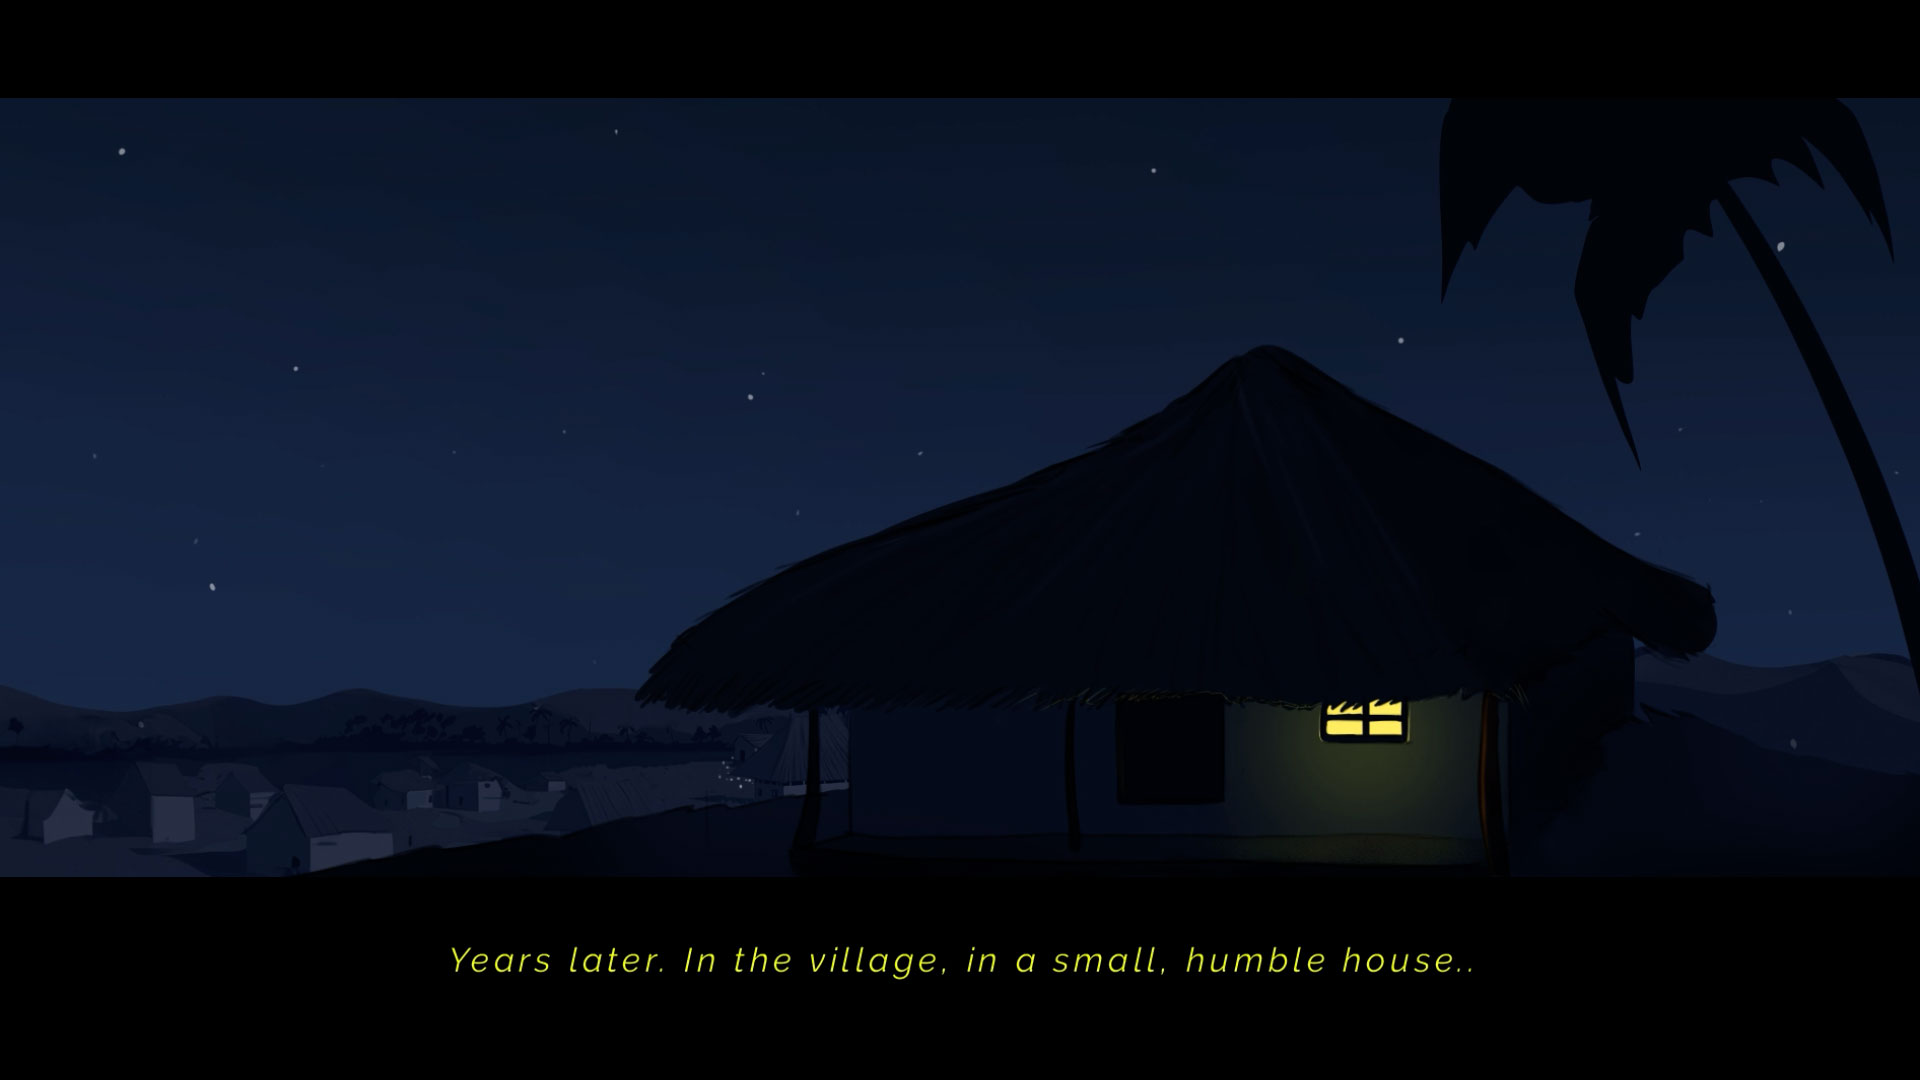 Years later. In the village, in a small, humble house..